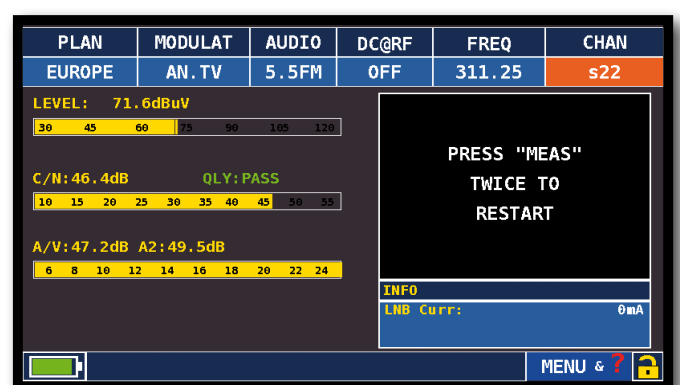 PLAN MODULAT AUDIO DC@RF FREQ CHAN
EUROPE AN.TV 5.5FM OFF 311.25 s22
LEVEL: 71.6dBuV
30 45 60 75 90 105 120
C/N:46.4dB QLY:PASS
10 15 20 25 30 35 40 45 50 55
A/V:47.2dB A2:49.5dB
6 8 10 12 14 16 18 20 22 24
PRESS "MEAS"
TWICE TO
RESTART
INFO
LNB Curr: 0mA
MENU & ?